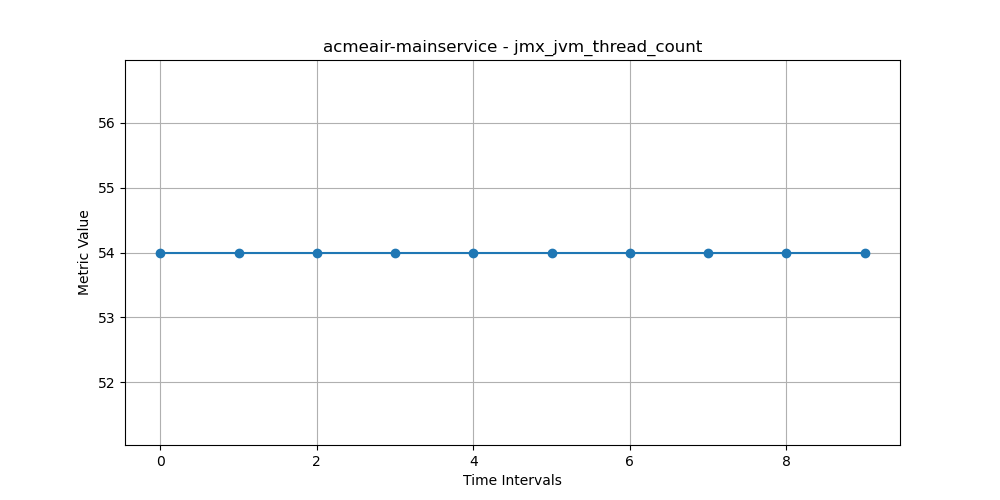 acmeair-mainservice - jmx_jvm_thread_count
Metric Value
56
55
54
53
52
0 2 4 6 8
Time Intervals